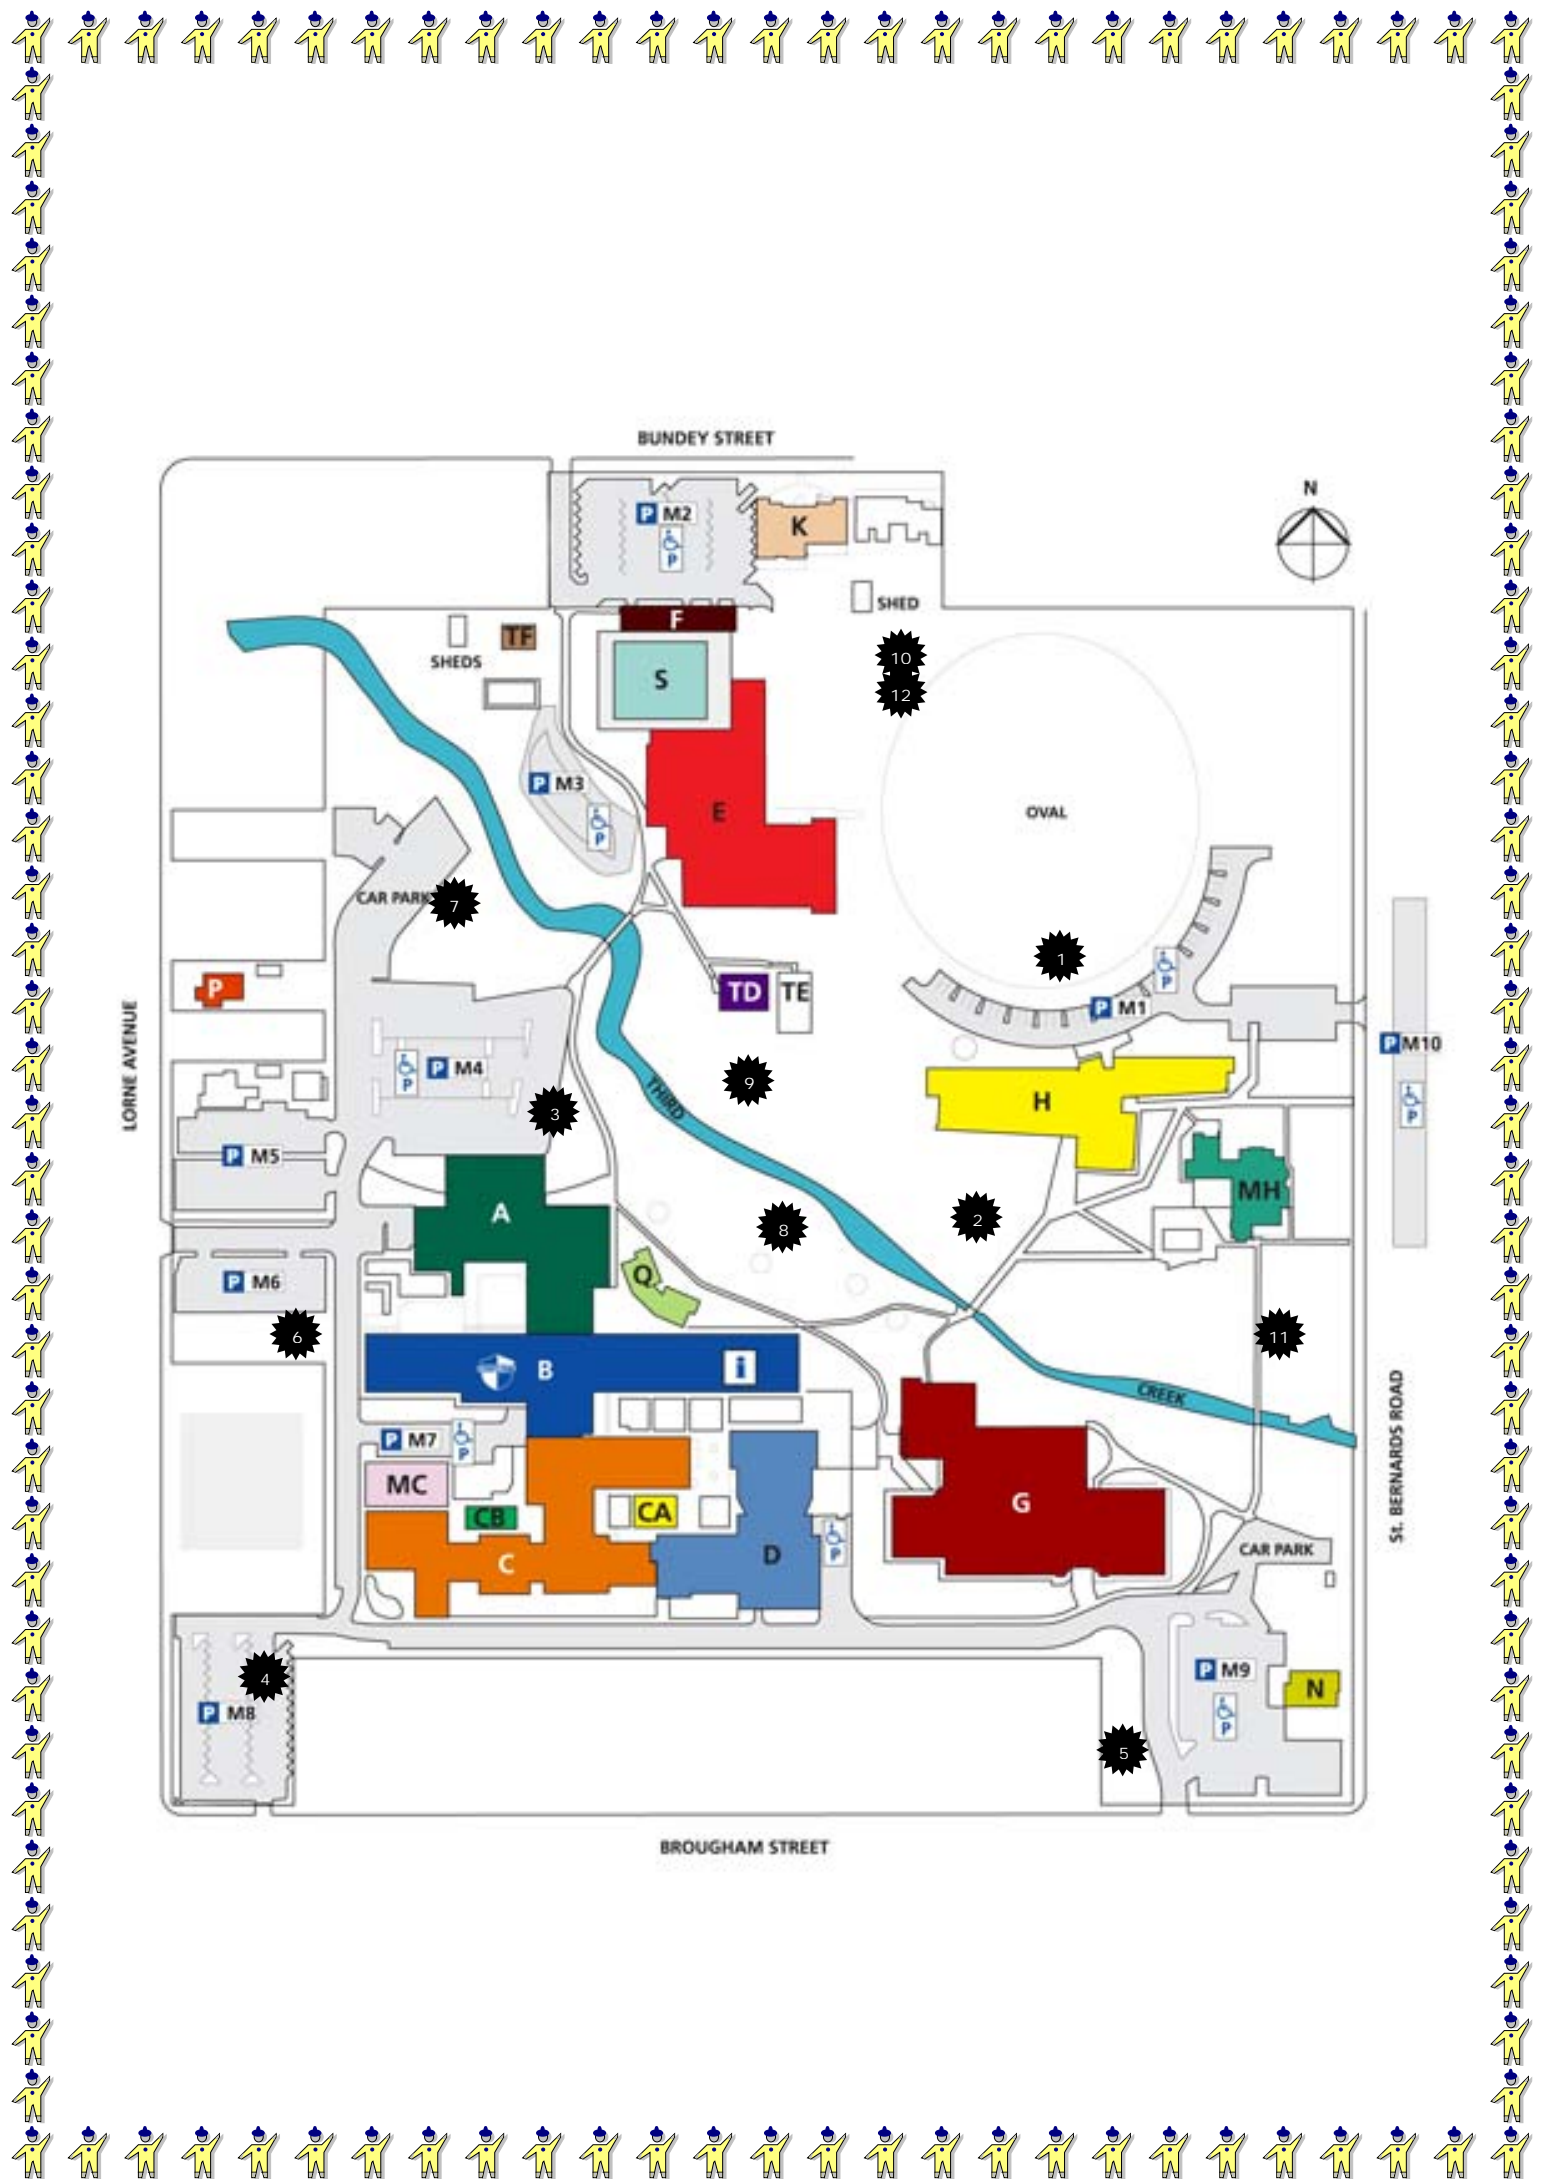 BUNDEY STREET
N
P M2
P
K
SHED
F
TF
SHEDS
S
10
12
P M3
P
E
OVAL
CAR PARK
7
1
P
P
TD
TE
P M1
LORNE AVENUE
P M10
P
P
P M4
THIRD
9
3
H
P M5
MH
A
8
2
Q
P M6
6
11
B
i
CREEK
St. BERNARDS ROAD
P M7
P
MC
CB
CA
G
C
D
P
CAR PARK
4
P M8
P M9
P
N
5
BROUGHAM STREET